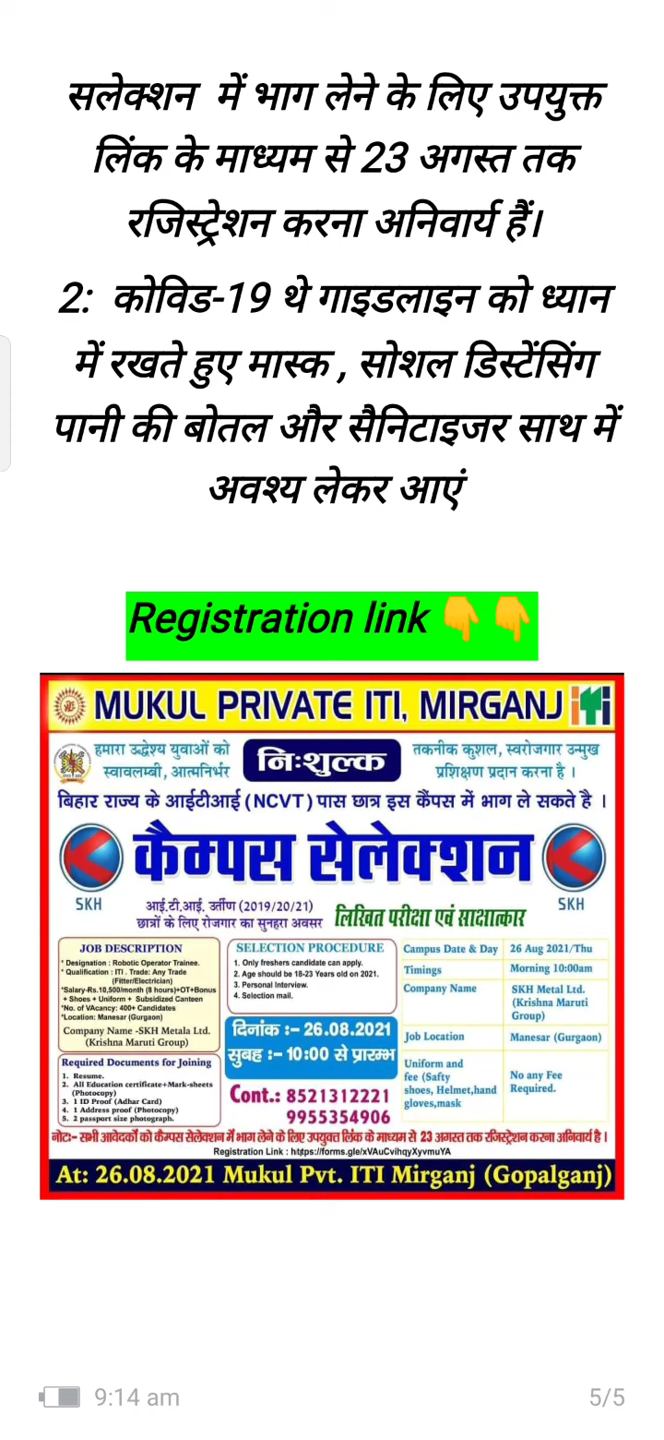 सलेक्शन में भाग लेने के लिए उपयुक्त
लिंक के माध्यम से 23 अगस्त तक
रजिस्ट्रेशन करना अनिवार्य हैं।
2: कोविड-19 थे गाइडलाइन को ध्यान
में रखते हुए मास्क , सोशल डिस्टेंसिंग
पानी की बोतल और सैनिटाइजर साथ में
अवश्य लेकर आएं
Registration link 👇👇
MUKUL PRIVATE ITI, MIRGANJ iTi
हमारा उद्धेश्य युवाओं को
स्वावलम्बी, आत्मनिर्भर
निःशुल्क
तकनीक कुशल, स्वरोजगार उन्मुख
प्रशिक्षण प्रदान करना है ।
बिहार राज्य के आईटीआई (NCVT) पास छात्र इस कैंपस में भाग ले सकते है ।
कैम्पस सेलेक्शन
SKH
SKH
आई.टी.आई. उर्तीण (2019/20/21)
छात्रों के लिए रोजगार का सुनहरा अवसर
लिखित परीक्षा एवं साक्षात्कार
JOB DESCRIPTION
* Designation : Robotic Operator Trainee.
* Qualification : ITI . Trade: Any Trade
(Fitter/Electrician)
*Salary-Rs.10,500/month (8 hours)+OT+Bonus
+ Shoes + Uniform + Subsidized Canteen
*No. of VAcancy: 400+ Candidates
*Location: Manesar (Gurgaon)
Company Name -SKH Metala Ltd.
(Krishna Maruti Group)
Required Documents for Joining
1. Resume.
2. All Education certificate+Mark-sheets
(Photocopy)
3. 1 ID Proof (Adhar Card)
4. 1 Address proof (Photocopy)
5. 2 passport size photograph.
SELECTION PROCEDURE
1. Only freshers candidate can apply.
2. Age should be 18-23 Years old on 2021.
3. Personal Interview.
4. Selection mail.
दिनांक :- 26.08.2021
सुबह :- 10:00 से प्रारम्भ
Cont.: 8521312221
9955354906
Campus Date & Day 26 Aug 2021/Thu
Timings Morning 10:00am
Company Name SKH Metal Ltd.
(Krishna Maruti
Group)
Job Location Manesar (Gurgaon)
Uniform and
fee (Safty
shoes, Helmet,hand
gloves,mask
No any Fee
Required.
नोटः- सभी आवेदकों को कैम्पस सेलेक्शन में भाग लेने के लिए उपयुक्त लिंक के माध्यम से 23 अगस्त तक रजिस्ट्रेशन करना अनिवार्य है ।
Registration Link : https://forms.gle/xVAuCvihqyXyvmuYA
At: 26.08.2021 Mukul Pvt. ITI Mirganj (Gopalganj)
9:14 am
5/5